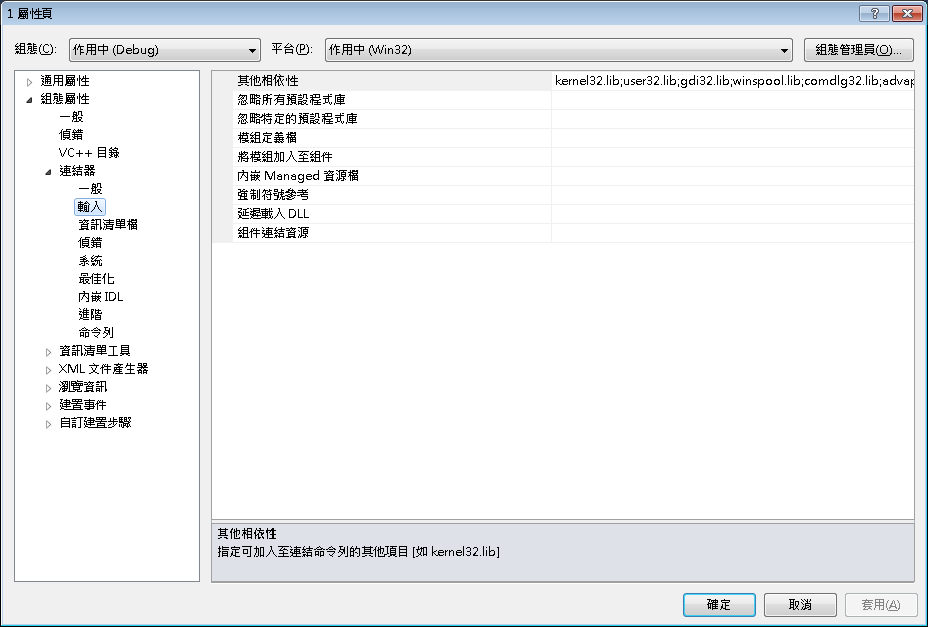 1 屬性頁
組態(C): 作用中 (Debug) 平台(P): 作用中 (Win32) 組態管理員(O)...
通用屬性
組態屬性
一般
偵錯
VC++ 目錄
連結器
一般
輸入
資訊清單檔
偵錯
系統
最佳化
內嵌 IDL
進階
命令列
資訊清單工具
XML 文件產生器
瀏覽資訊
建置事件
自訂建置步驟
其他相依性 kernel32.lib;user32.lib;gdi32.lib;winspool.lib;comdlg32.lib;advap
忽略所有預設程式庫
忽略特定的預設程式庫
模組定義檔
將模組加入至組件
內嵌 Managed 資源檔
強制符號參考
延遲載入 DLL
組件連結資源
其他相依性
指定可加入至連結命令列的其他項目 [如 kernel32.lib]
確定 取消 套用(A)